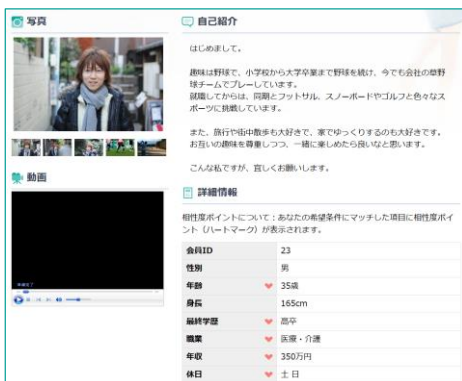 写真
自己紹介
はじめまして。
趣味は野球で、小学校から大学卒業まで野球を続け、今でも会社の草野
球チームでプレーしています。
就職してからは、同期とフットサル、スノーボードやゴルフと色々なス
ポーツに挑戦しています。
また、旅行や街中散歩も大好きで、家でゆっくりするのも大好きです。
お互いの趣味を尊重しつつ、一緒に楽しめたら良いなと思います。
こんな私ですが、宜しくお願いします。
動画
詳細情報
相性度ポイントについて：あなたの希望条件にマッチした項目に相性度ポイ
ント（ハートマーク）が表示されます。
会員ID 23
性別 男
年齢 35歳
身長 165cm
最終学歴 高卒
職業 医療・介護
年収 350万円
休日 土 日